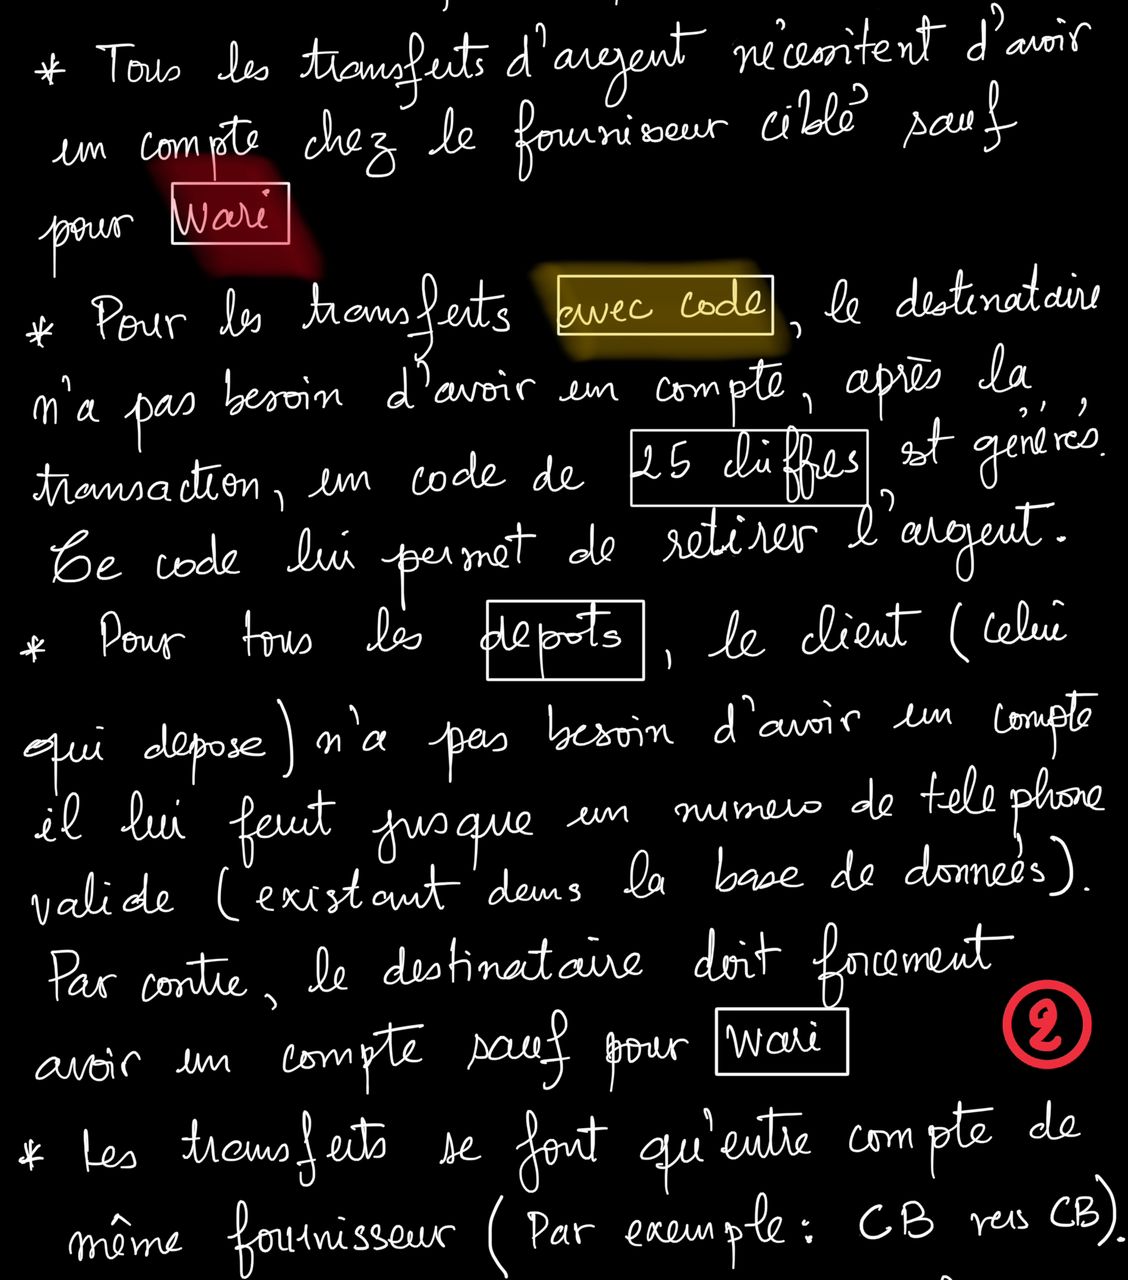 * Tous les transferts d'argent nécessitent d'avoir
un compte chez le fournisseur ciblé sauf
pour Wari
* Pour les transferts avec code, le destinataire
n'a pas besoin d'avoir un compte, après la
transaction, un code de 25 chiffres est générés.
Ce code lui permet de retirer l'argent.
* Pour tous les depots, le client (celui
qui depose) n'a pas besoin d'avoir un compte
il lui faut jusque un numero de telephone
valide (existant dans la base de donneés).
Par contre, le destinataire doit forcement
avoir un compte sauf pour Wari
2
* Les transferts se font qu'entre compte de
même fournisseur (Par exemple : CB vers CB).